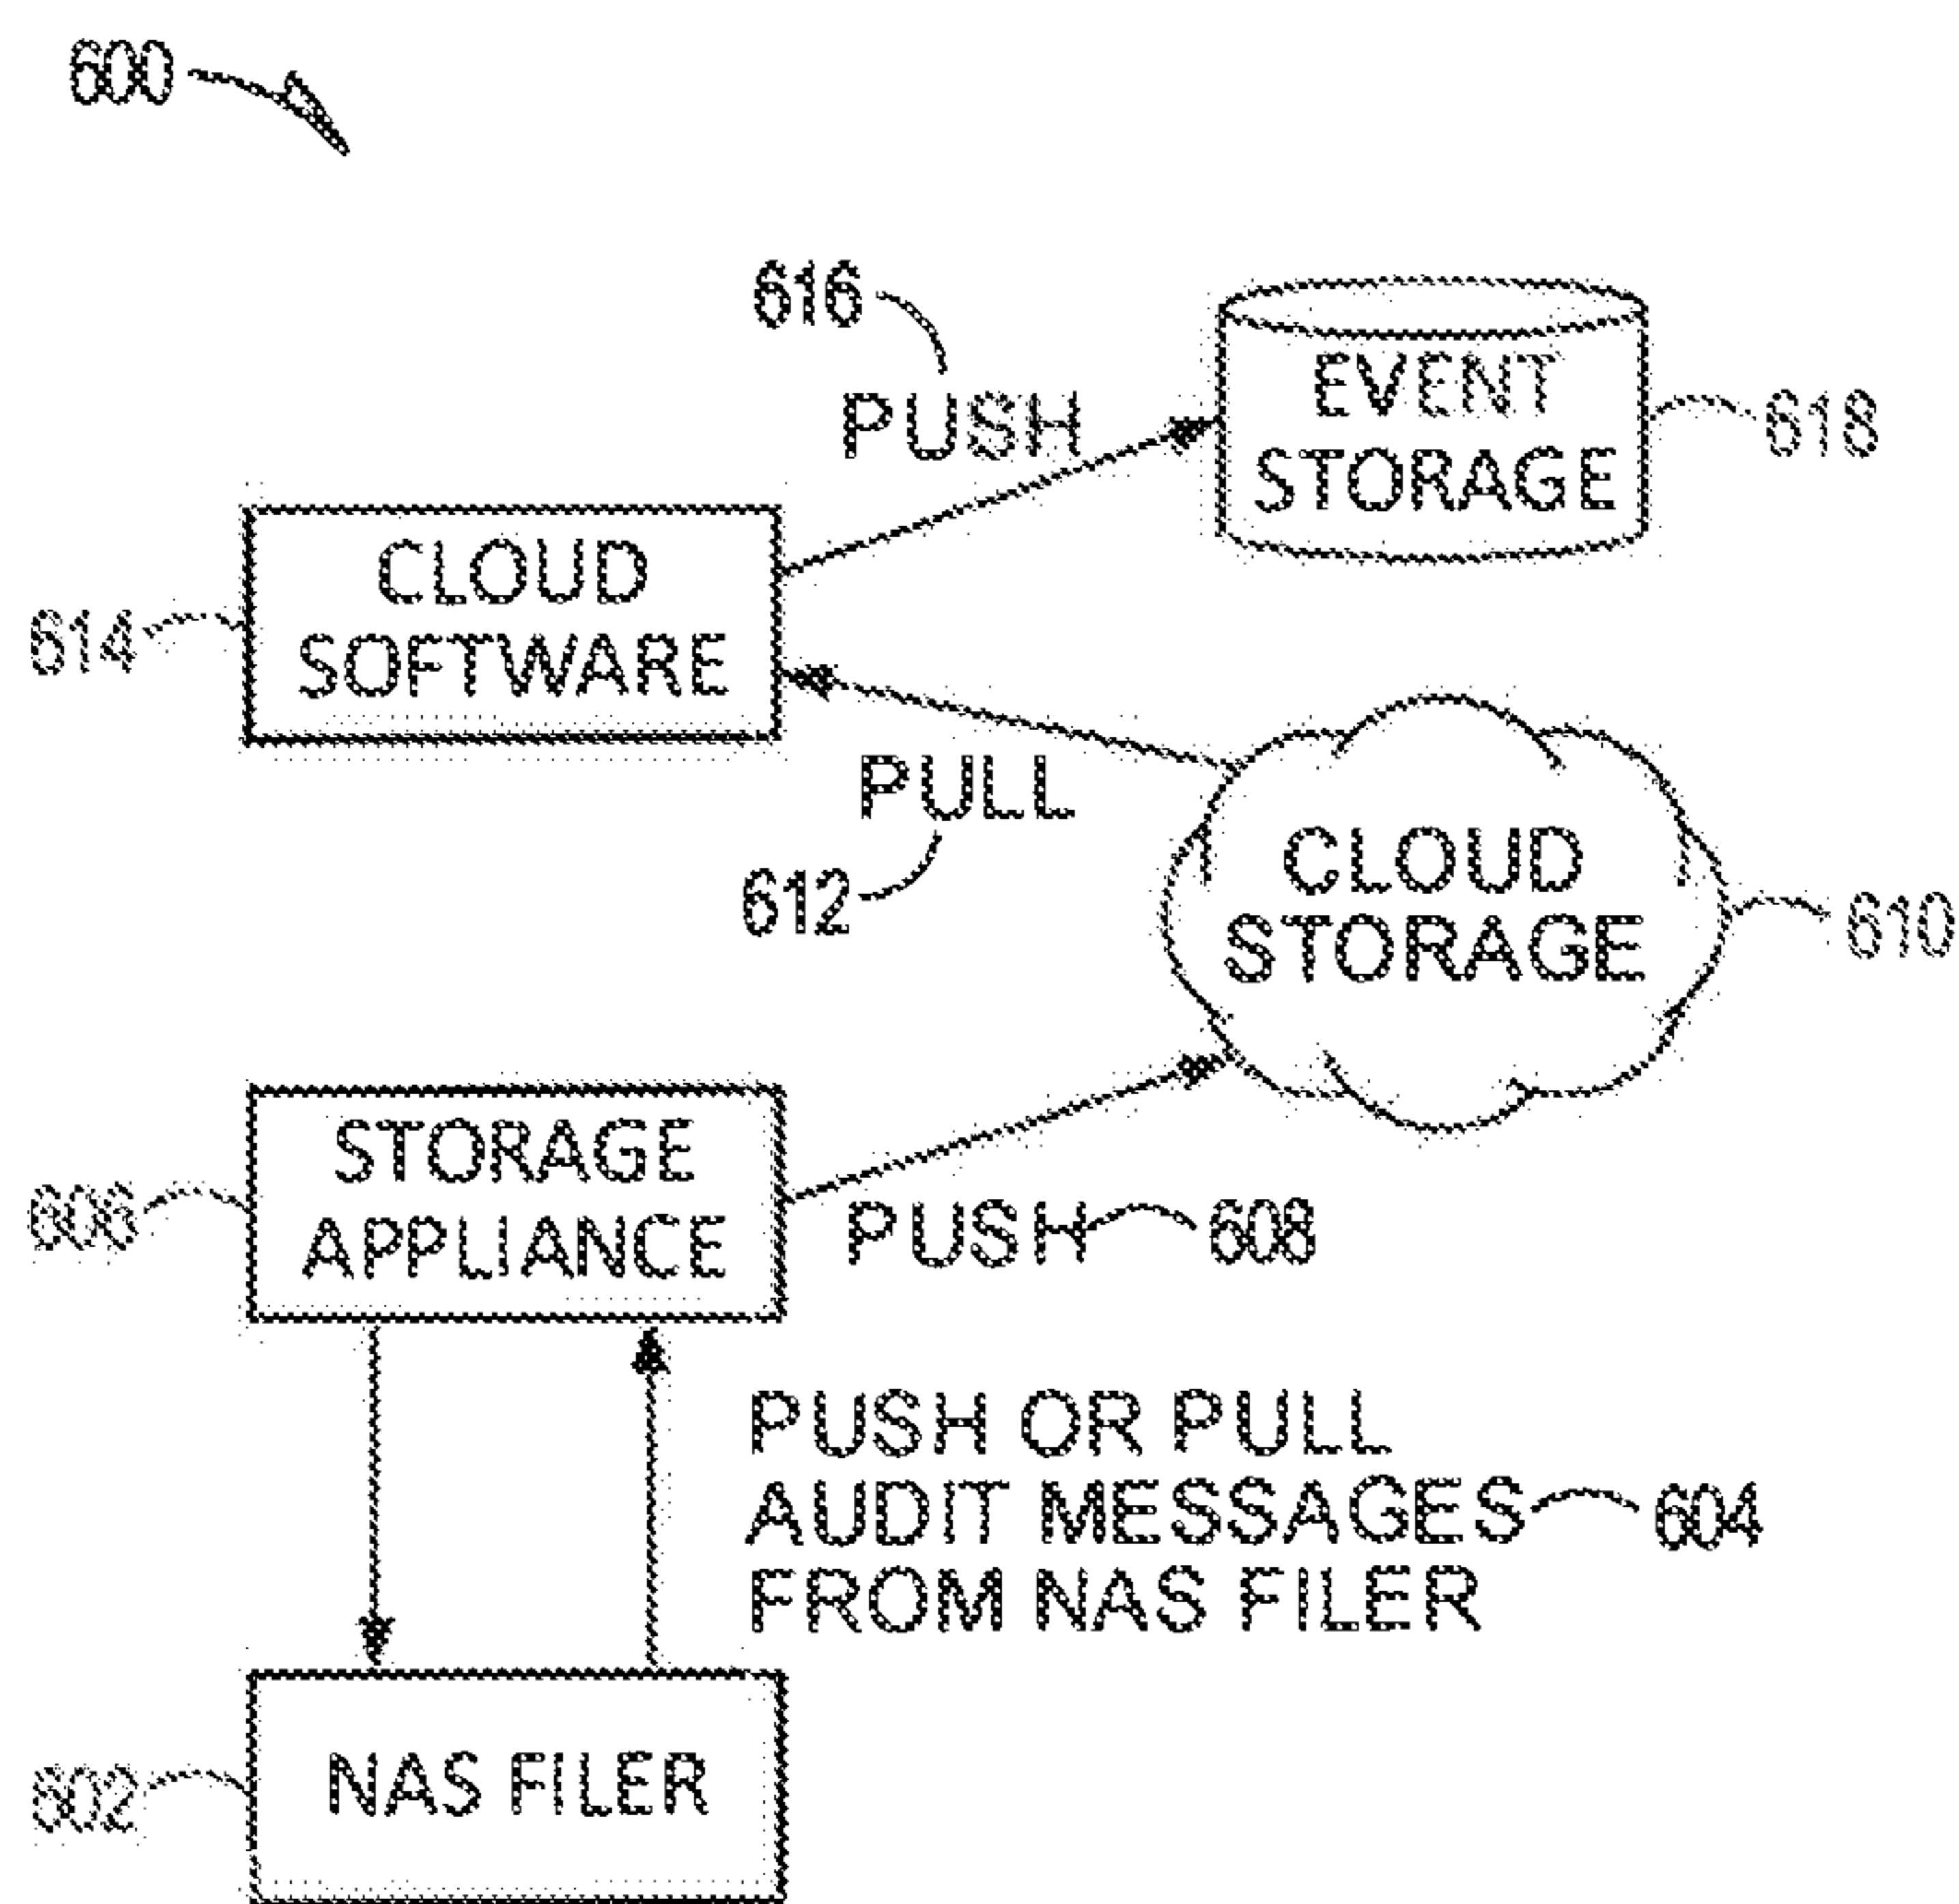 600
616
PUSH
EVENT
STORAGE
618
CLOUD
SOFTWARE
614
PULL
612
CLOUD
STORAGE
610
STORAGE
APPLIANCE
606
PUSH
608
PUSH OR PULL
AUDIT MESSAGES
FROM NAS FILER
604
NAS FILER
602